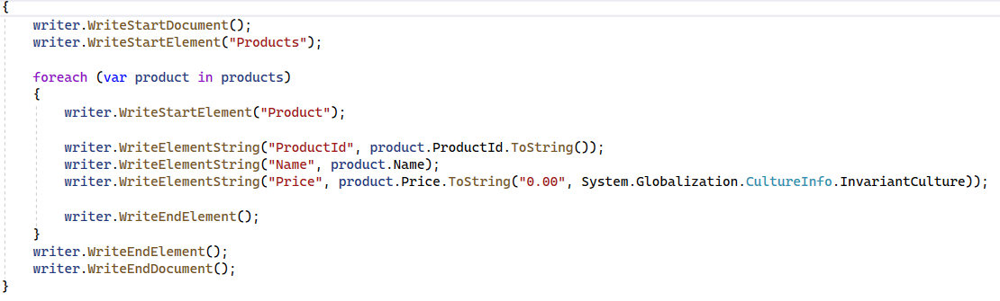 {
    writer.WriteStartDocument();
    writer.WriteStartElement("Products");

    foreach (var product in products)
    {
        writer.WriteStartElement("Product");

        writer.WriteElementString("ProductId", product.ProductId.ToString());
        writer.WriteElementString("Name", product.Name);
        writer.WriteElementString("Price", product.Price.ToString("0.00", System.Globalization.CultureInfo.InvariantCulture));

        writer.WriteEndElement();
    }
    writer.WriteEndElement();
    writer.WriteEndDocument();
}